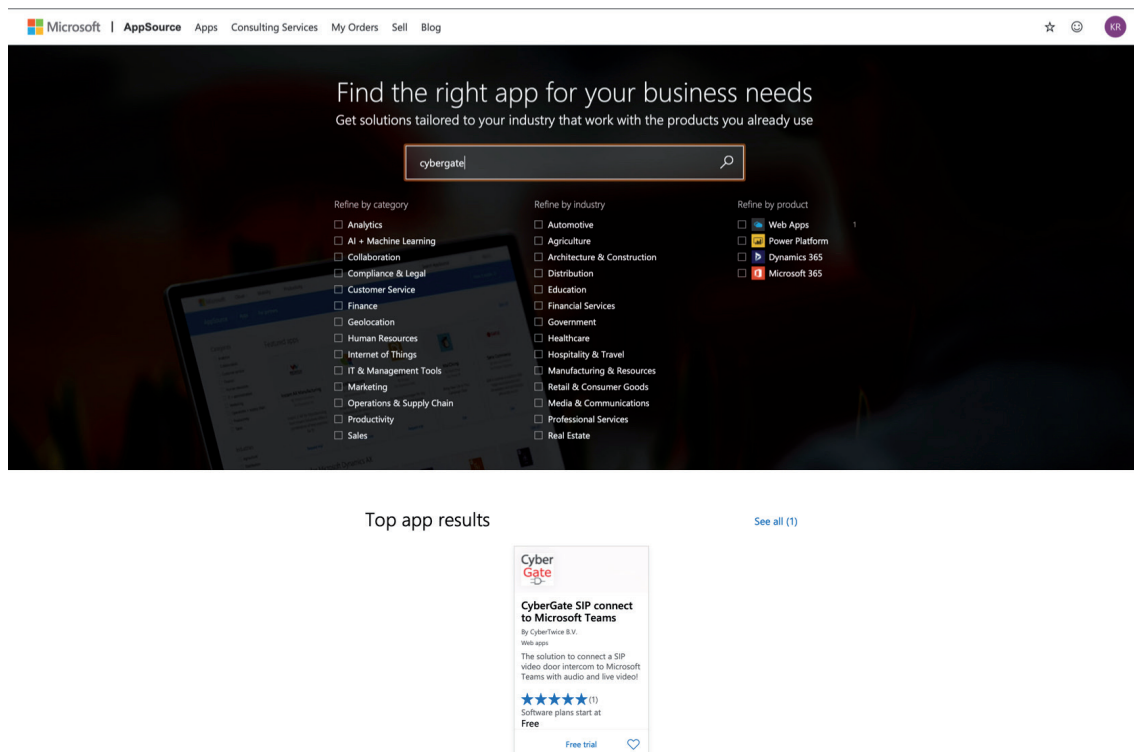 Microsoft | AppSource Apps Consulting Services My Orders Sell Blog KR
Find the right app for your business needs
Get solutions tailored to your industry that work with the products you already use
cybergate
Refine by category
Analytics
AI + Machine Learning
Collaboration
Compliance & Legal
Customer Service
Finance
Geolocation
Human Resources
Internet of Things
IT & Management Tools
Marketing
Operations & Supply Chain
Productivity
Sales
Refine by industry
Automotive
Agriculture
Architecture & Construction
Distribution
Education
Financial Services
Government
Healthcare
Hospitality & Travel
Manufacturing & Resources
Retail & Consumer Goods
Media & Communications
Professional Services
Real Estate
Refine by product
Web Apps 1
Power Platform
Dynamics 365
Microsoft 365
Top app results
See all (1)
Cyber
Gate
CyberGate SIP connect
to Microsoft Teams
By CyberTwice B.V.
Web apps
The solution to connect a SIP
video door intercom to Microsoft
Teams with audio and live video!
(1)
Software plans start at
Free
Free trial